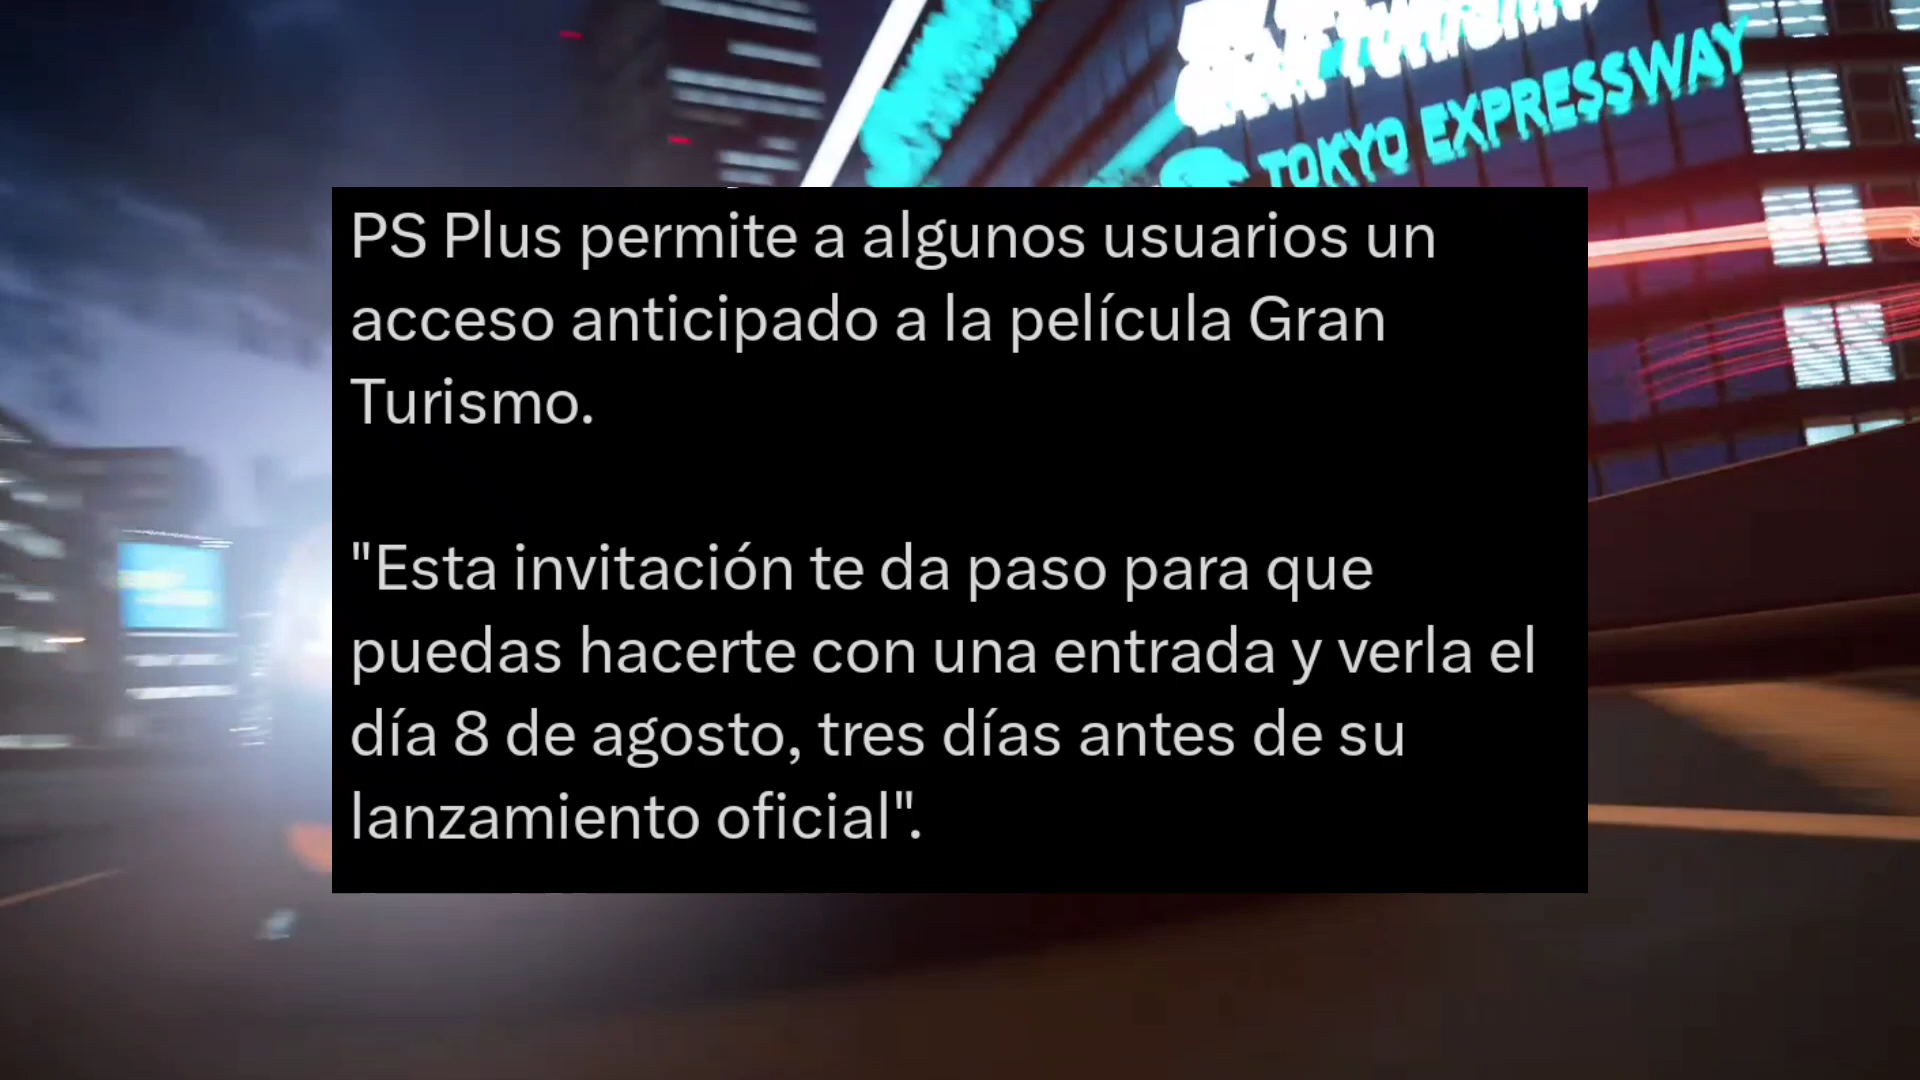 GRAN TURISMO
TOKYO EXPRESSWAY
PS Plus permite a algunos usuarios un
acceso anticipado a la película Gran
Turismo.
"Esta invitación te da paso para que
puedas hacerte con una entrada y verla el
día 8 de agosto, tres días antes de su
lanzamiento oficial".